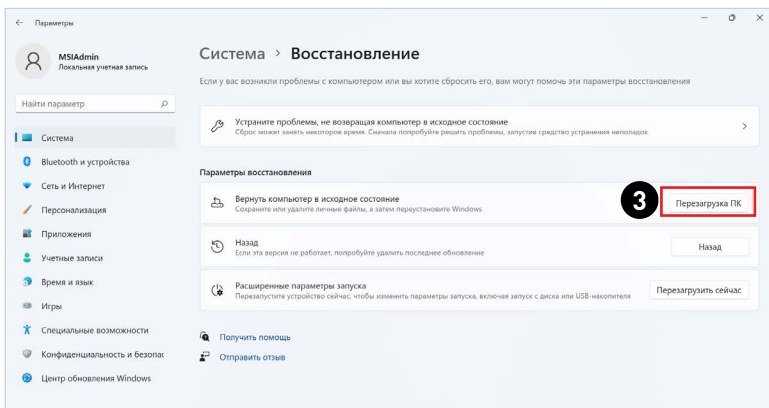 Параметры
MSIAdmin
Локальная учетная запись
Найти параметр
Система
Bluetooth и устройства
Сеть и Интернет
Персонализация
Приложения
Учетные записи
Время и язык
Игры
Специальные возможности
Конфиденциальность и безопас
Центр обновления Windows
Система > Восстановление
Если у вас возникли проблемы с компьютером или вы хотите сбросить его, вам могут помочь эти параметры восстановления
Устраните проблемы, не возвращая компьютер в исходное состояние
Сброс может занять некоторое время. Сначала попробуйте решить проблемы, запустив средство устранения неполадок
Параметры восстановления
Вернуть компьютер в исходное состояние
Сохраните или удалите личные файлы, а затем переустановите Windows
3
Перезагрузка ПК
Назад
Если эта версия не работает, попробуйте удалить последнее обновление
Назад
Расширенные параметры запуска
Перезапустите устройство сейчас, чтобы изменить параметры запуска, включая запуск с диска или USB-накопителя
Перезагрузить сейчас
Получить помощь
Отправить отзыв